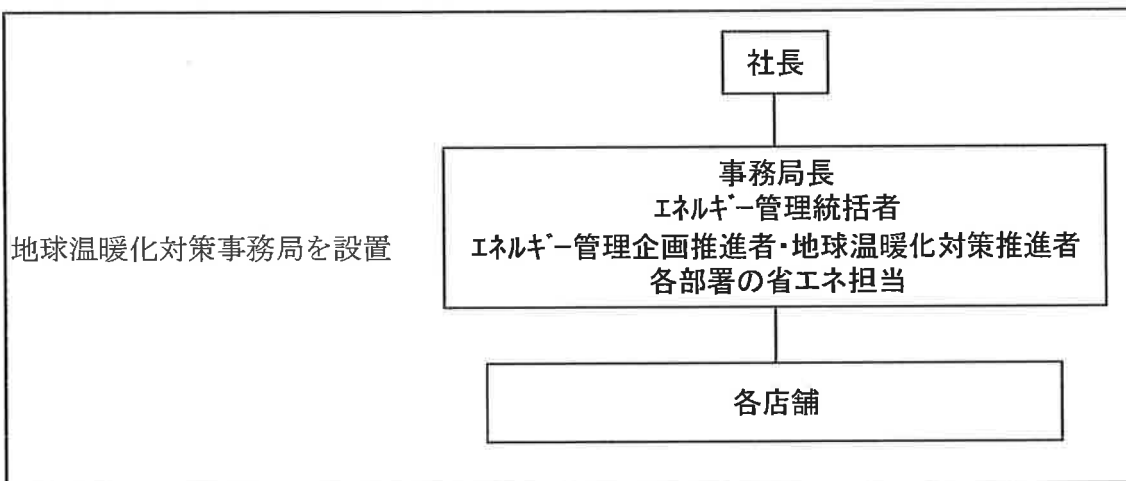 社長
事務局長
エネルギー管理統括者
地球温暖化対策事務局を設置
エネルギー管理企画推進者・地球温暖化対策推進者
各部署の省エネ担当
各店舗